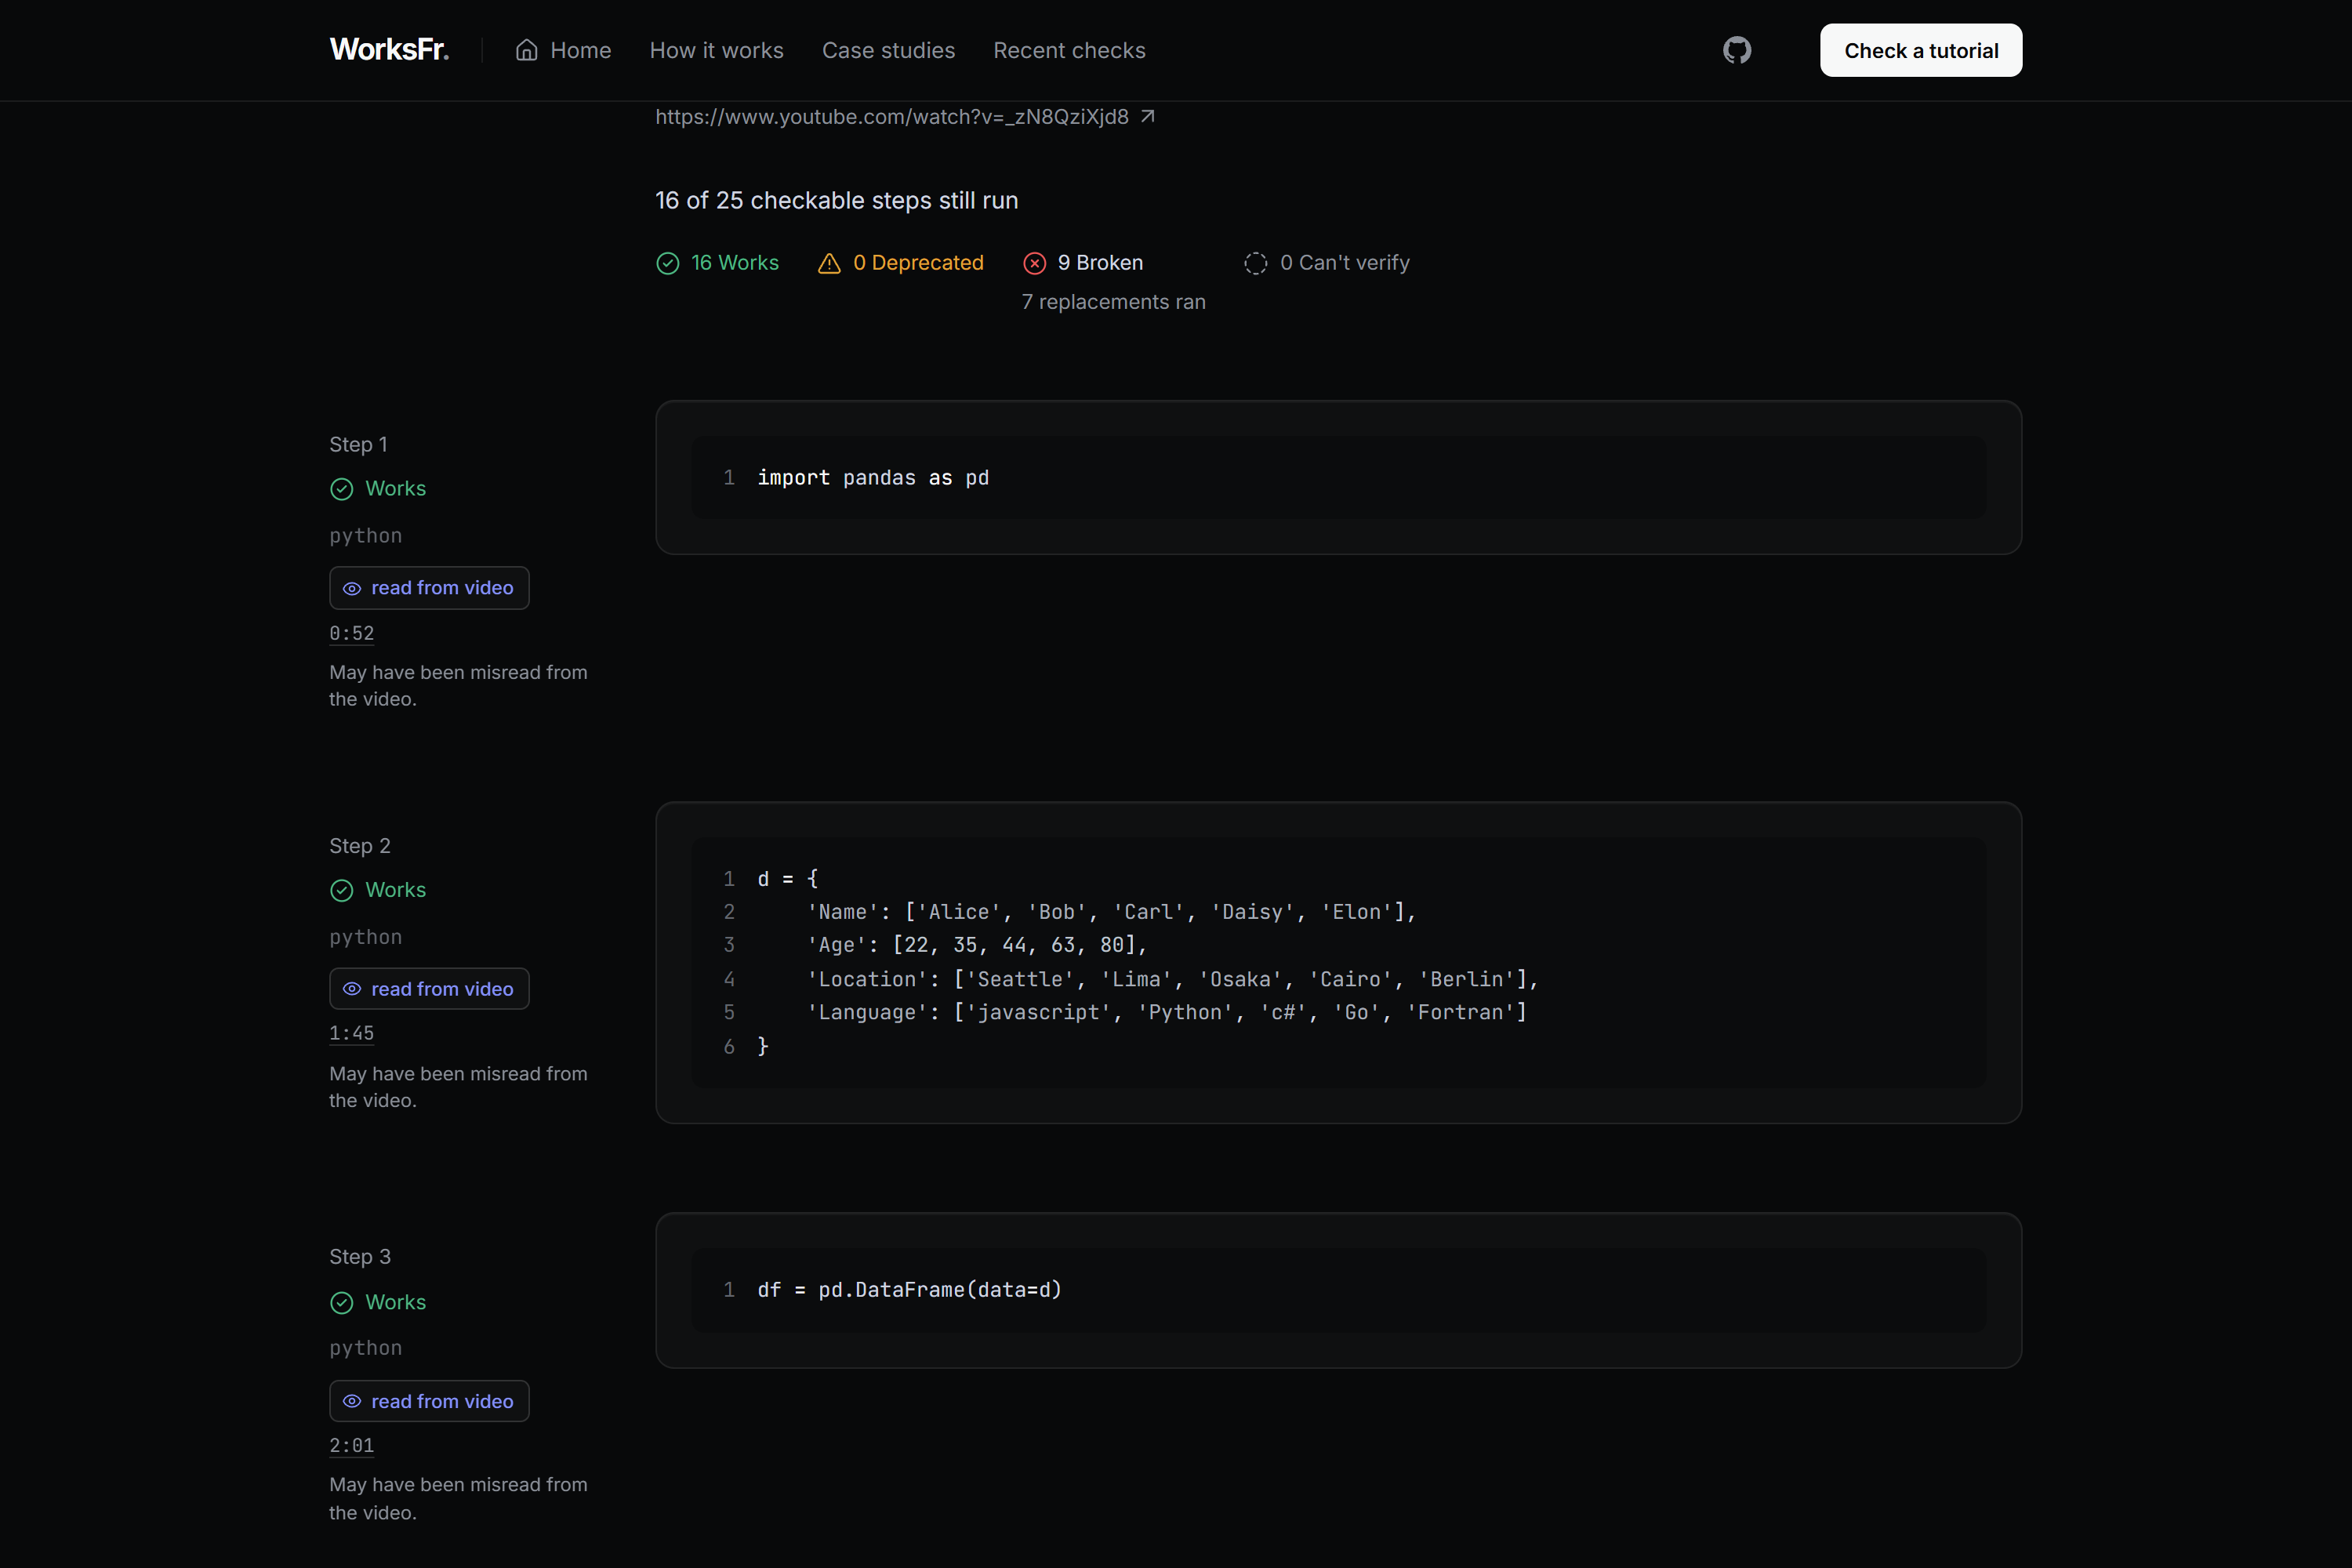 WorksFr.
Home
How it works
Case studies
Recent checks
Check a tutorial
https://www.youtube.com/watch?v=_zN8QziXjd8
16 of 25 checkable steps still run
16 Works
0 Deprecated
9 Broken
0 Can't verify
7 replacements ran
Step 1
Works
python
read from video
0:52
May have been misread from
the video.
1 import pandas as pd
Step 2
Works
python
read from video
1:45
May have been misread from
the video.
1 d = {
2     'Name': ['Alice', 'Bob', 'Carl', 'Daisy', 'Elon'],
3     'Age': [22, 35, 44, 63, 80],
4     'Location': ['Seattle', 'Lima', 'Osaka', 'Cairo', 'Berlin'],
5     'Language': ['javascript', 'Python', 'c#', 'Go', 'Fortran']
6 }
Step 3
Works
python
read from video
2:01
May have been misread from
the video.
1 df = pd.DataFrame(data=d)